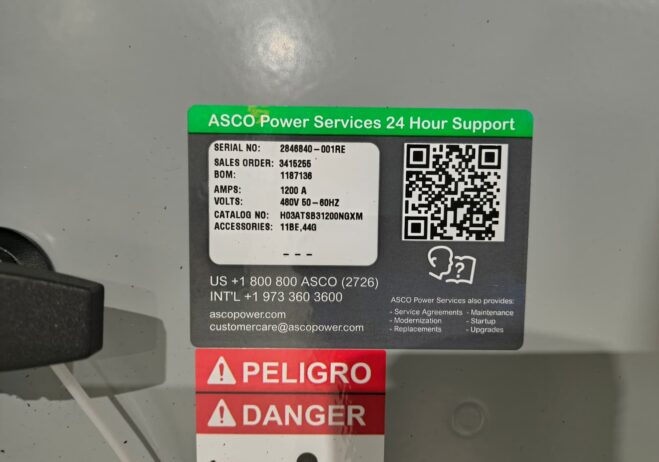 ASCO Power Services 24 Hour Support
SERIAL NO: 2846840-001RE
SALES ORDER: 3415255
BOM: 1187136
AMPS: 1200 A
VOLTS: 480V 50-60HZ
CATALOG NO: H03ATSB31200NGXM
ACCESSORIES: 11BE,44G
---
US +1 800 800 ASCO (2726)
INT'L +1 973 360 3600
ascopower.com
customercare@ascopower.com
?
ASCO Power Services also provides:
- Service Agreements - Maintenance
- Modernization - Startup
- Replacements - Upgrades
PELIGRO
DANGER